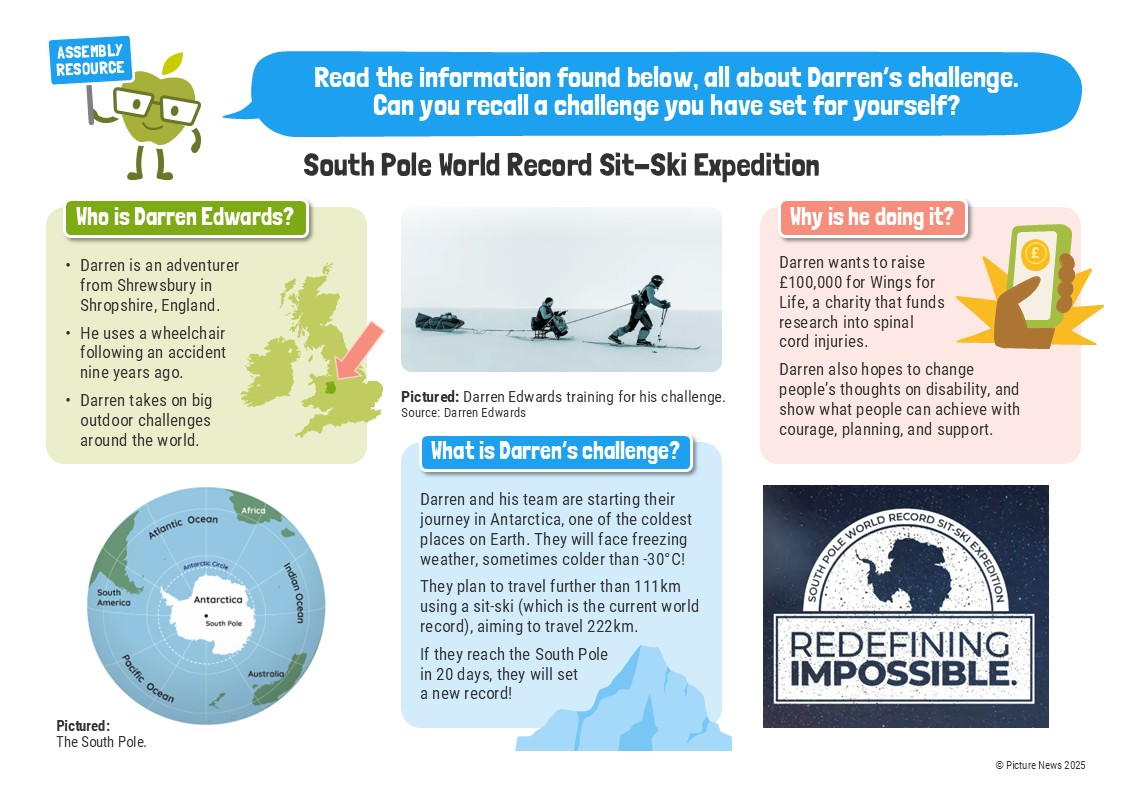 ASSEMBLY
RESOURCE
Read the information found below, all about Darren's challenge.
Can you recall a challenge you have set for yourself?
South Pole World Record Sit-Ski Expedition
Who is Darren Edwards?
• Darren is an adventurer
from Shrewsbury in
Shropshire, England.
• He uses a wheelchair
following an accident
nine years ago.
• Darren takes on big
outdoor challenges
around the world.
Pictured: Darren Edwards training for his challenge.
Source: Darren Edwards
Why is he doing it?
Darren wants to raise
£100,000 for Wings for
Life, a charity that funds
research into spinal
cord injuries.
Darren also hopes to change
people's thoughts on disability, and
show what people can achieve with
courage, planning, and support.
£
What is Darren's challenge?
Darren and his team are starting their
journey in Antarctica, one of the coldest
places on Earth. They will face freezing
weather, sometimes colder than -30°C!
They plan to travel further than 111km
using a sit-ski (which is the current world
record), aiming to travel 222km.
If they reach the South Pole
in 20 days, they will set
a new record!
Africa
Atlantic Ocean
Antarctic Circle
Indian Ocean
South
America
Antarctica
South Pole
Pacific Ocean
Australia
Pictured:
The South Pole.
SOUTH POLE WORLD RECORD SIT-SKI EXPEDITION
REDEFINING
IMPOSSIBLE.
© Picture News 2025